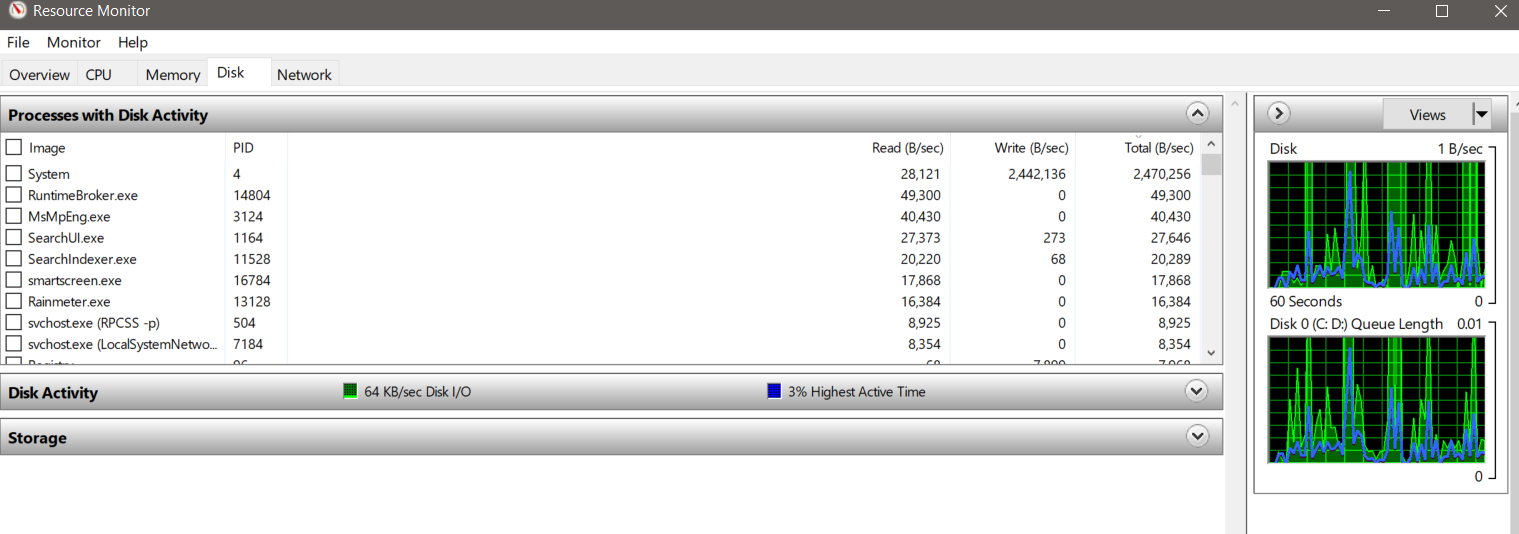 Resource Monitor
File Monitor Help
Overview CPU Memory Disk Network
Processes with Disk Activity
Image PID Read (B/sec) Write (B/sec) Total (B/sec)
System 4 28,121 2,442,136 2,470,256
RuntimeBroker.exe 14804 49,300 0 49,300
MsMpEng.exe 3124 40,430 0 40,430
SearchUI.exe 1164 27,373 273 27,646
SearchIndexer.exe 11528 20,220 68 20,289
smartscreen.exe 16784 17,868 0 17,868
Rainmeter.exe 13128 16,384 0 16,384
svchost.exe (RPCSS -p) 504 8,925 0 8,925
svchost.exe (LocalSystemNetwo... 7184 8,354 0 8,354
Registry 96 68
Disk Activity 64 KB/sec Disk I/O 3% Highest Active Time
Storage
Views
Disk 1 B/sec
60 Seconds 0
Disk 0 (C: D:) Queue Length 0.01
0